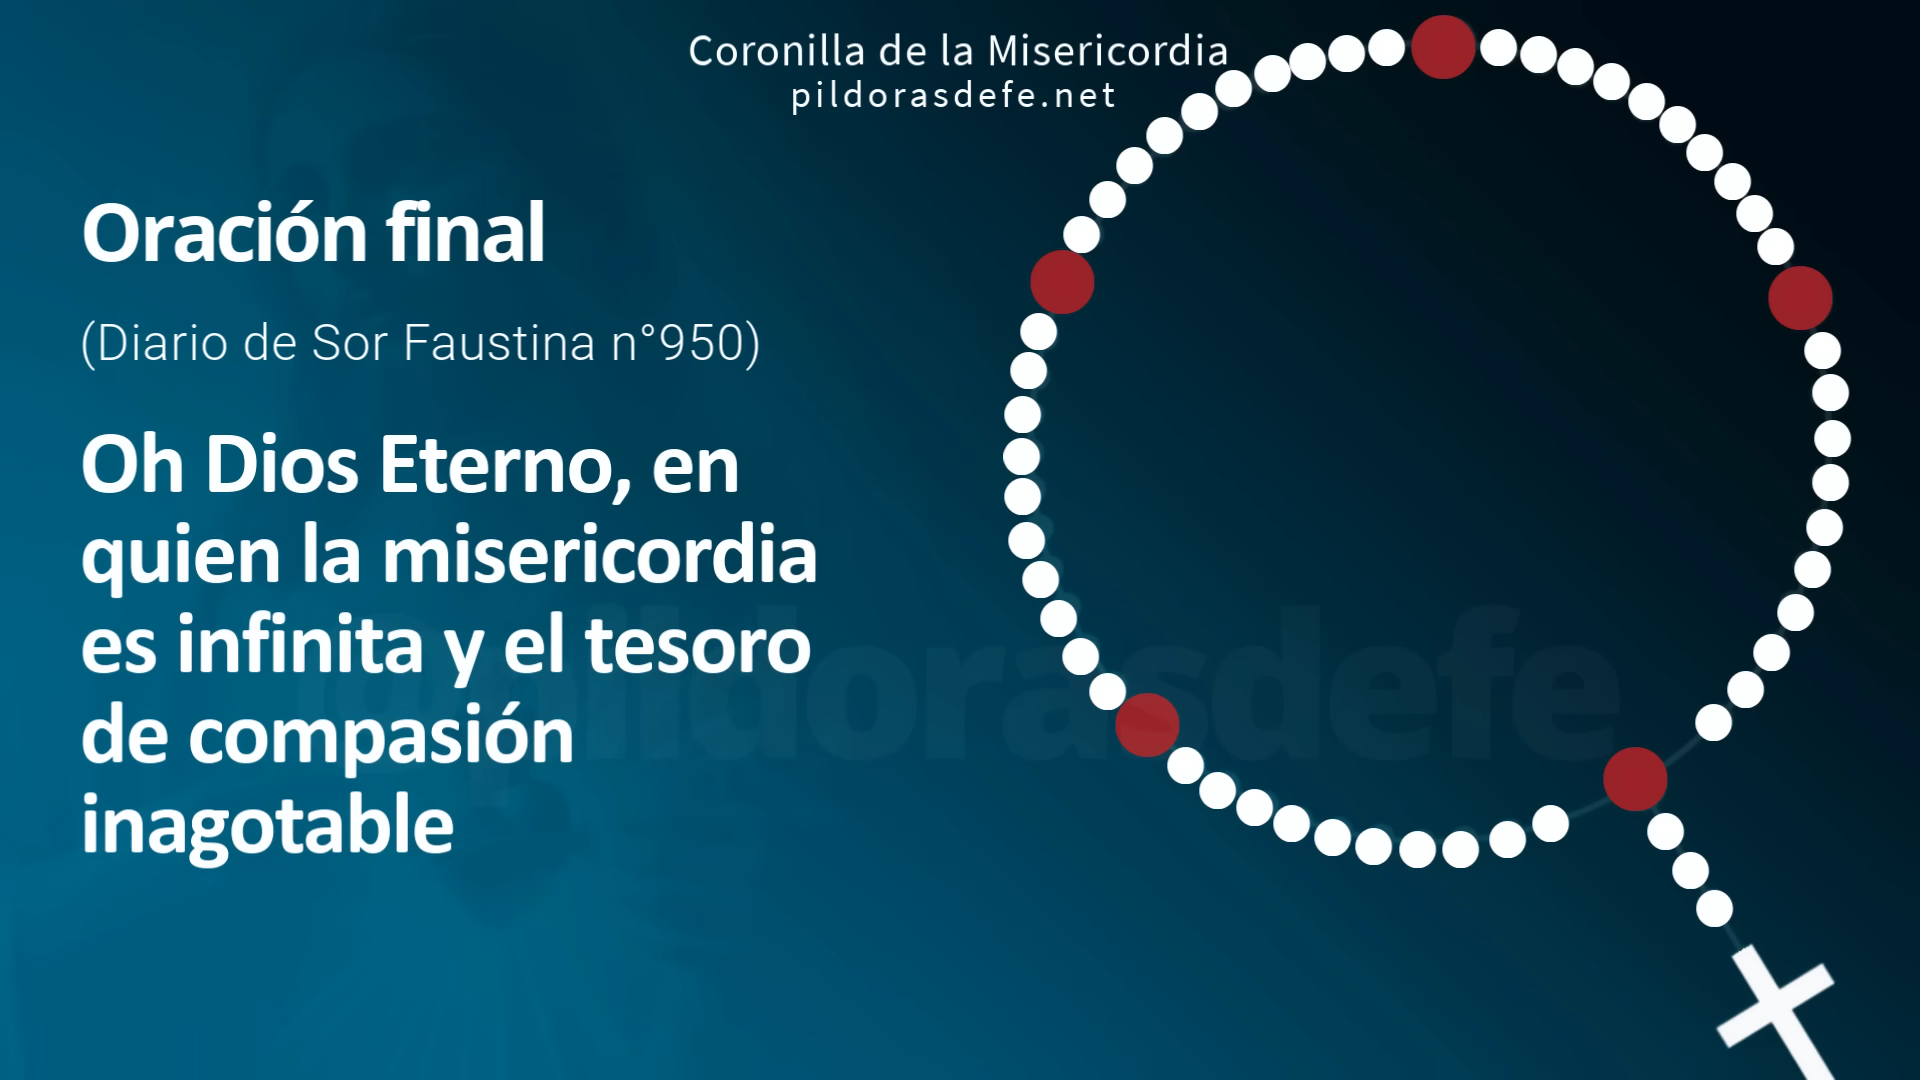 Coronilla de la Misericordia
pildorasdefe.net
Oración final
(Diario de Sor Faustina n°950)
Oh Dios Eterno, en
quien la misericordia
es infinita y el tesoro
de compasión
inagotable
@pildorasdefe